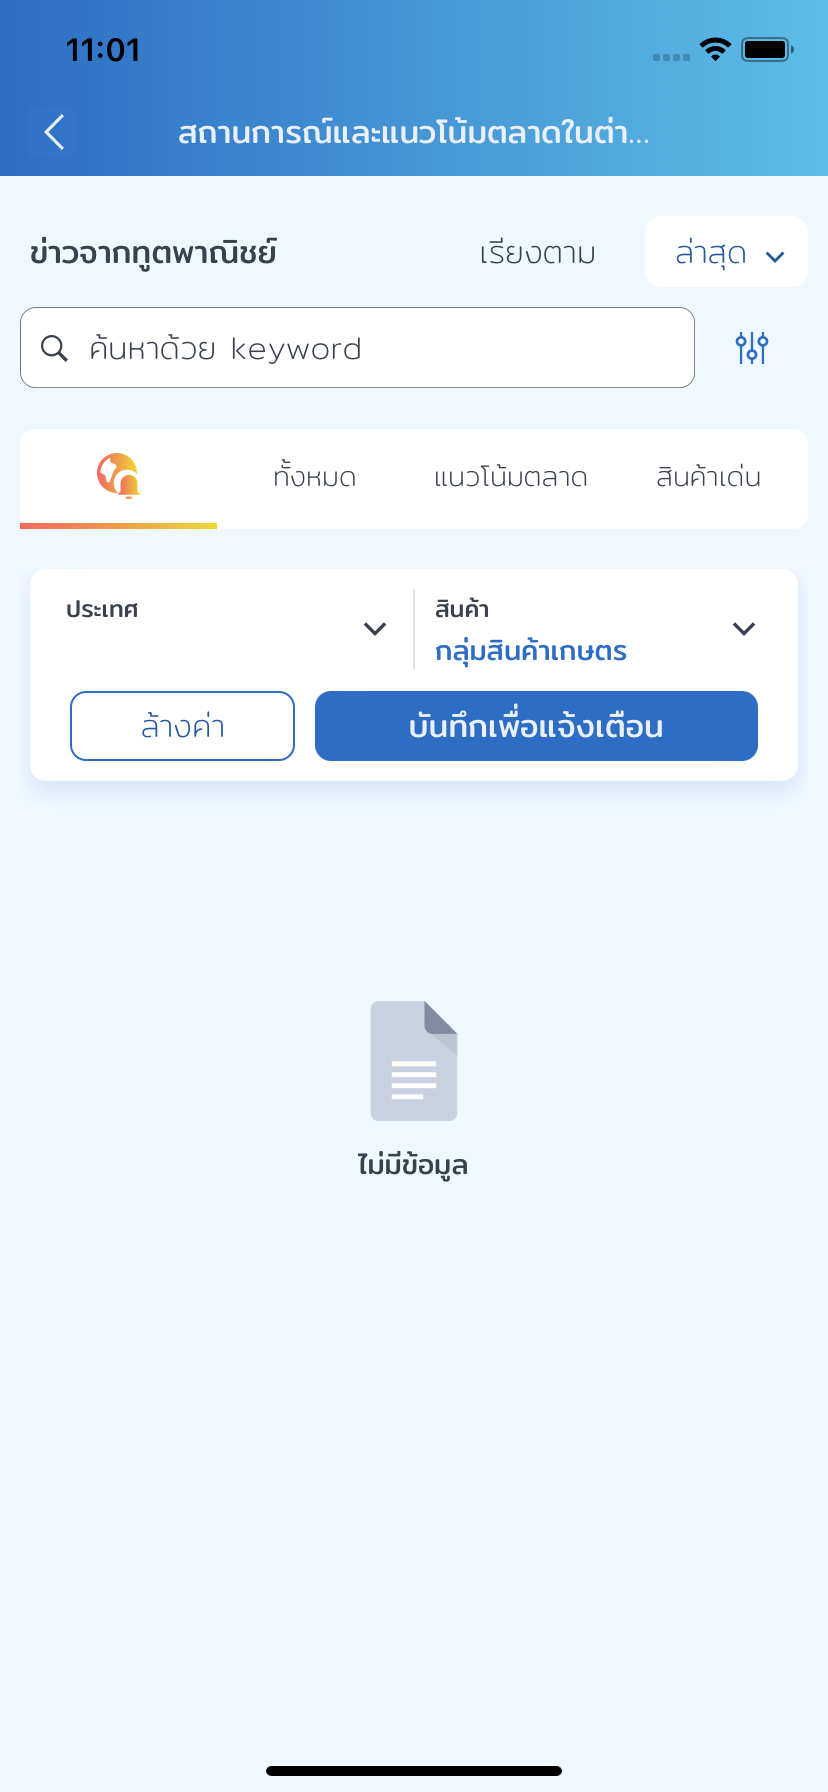 11:01
สถานการณ์และแนวโน้มตลาดในต่า...
ข่าวจากทูตพาณิชย์
เรียงตาม
ล่าสุด
ค้นหาด้วย keyword
ทั้งหมด
แนวโน้มตลาด
สินค้าเด่น
ประเทศ
สินค้า
กลุ่มสินค้าเกษตร
ล้างค่า
บันทึกเพื่อแจ้งเตือน
ไม่มีข้อมูล